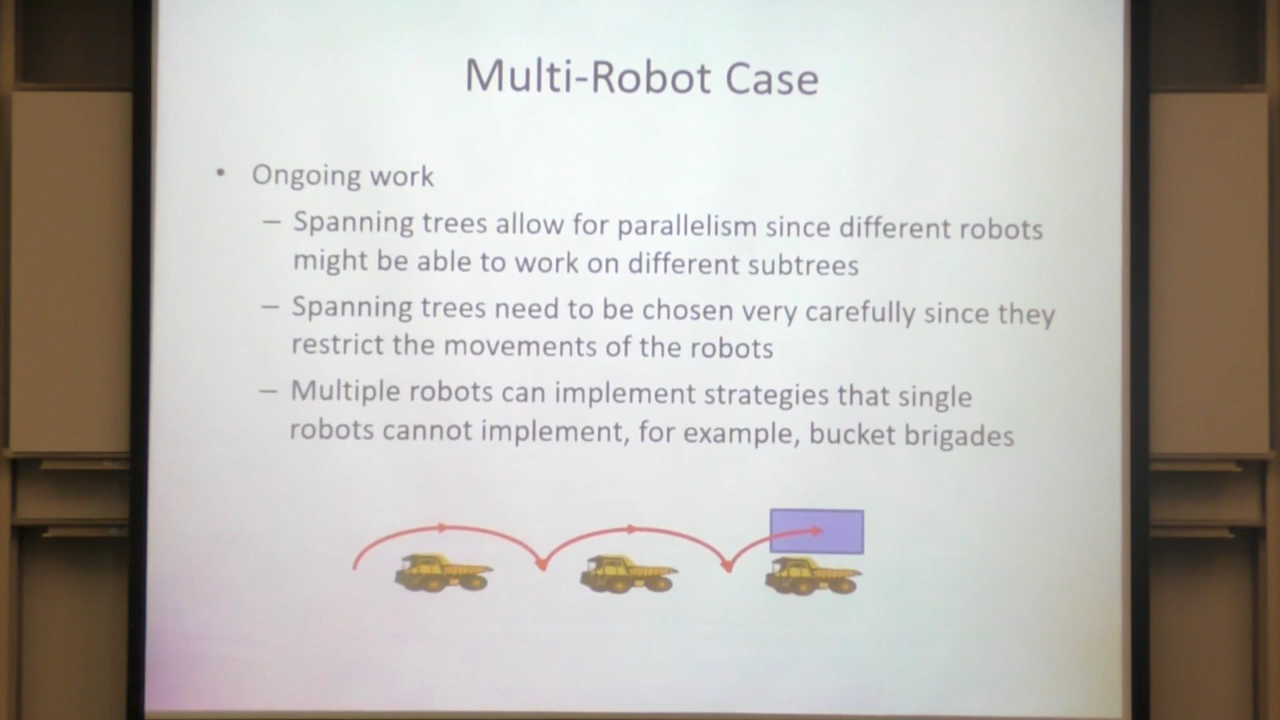 Multi-Robot Case
• Ongoing work
– Spanning trees allow for parallelism since different robots
might be able to work on different subtrees
– Spanning trees need to be chosen very carefully since they
restrict the movements of the robots
– Multiple robots can implement strategies that single
robots cannot implement, for example, bucket brigades